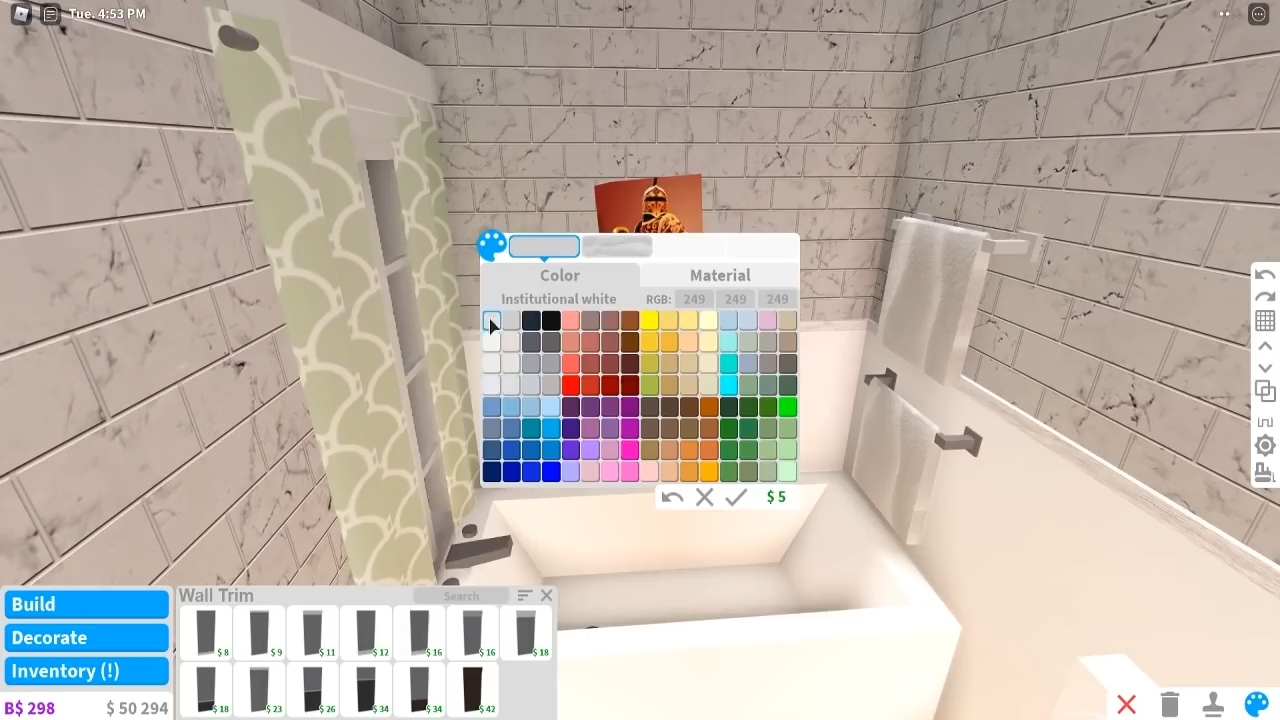 Tue. 4:53 PM
Color
Material
Institutional white
RGB: 249 249 249
$ 5
Build
Decorate
Inventory (!)
B$ 298
$ 50 294
Wall Trim
Search
$ 8
$ 9
$ 11
$ 12
$ 16
$ 16
$ 18
$ 18
$ 23
$ 26
$ 34
$ 34
$ 42